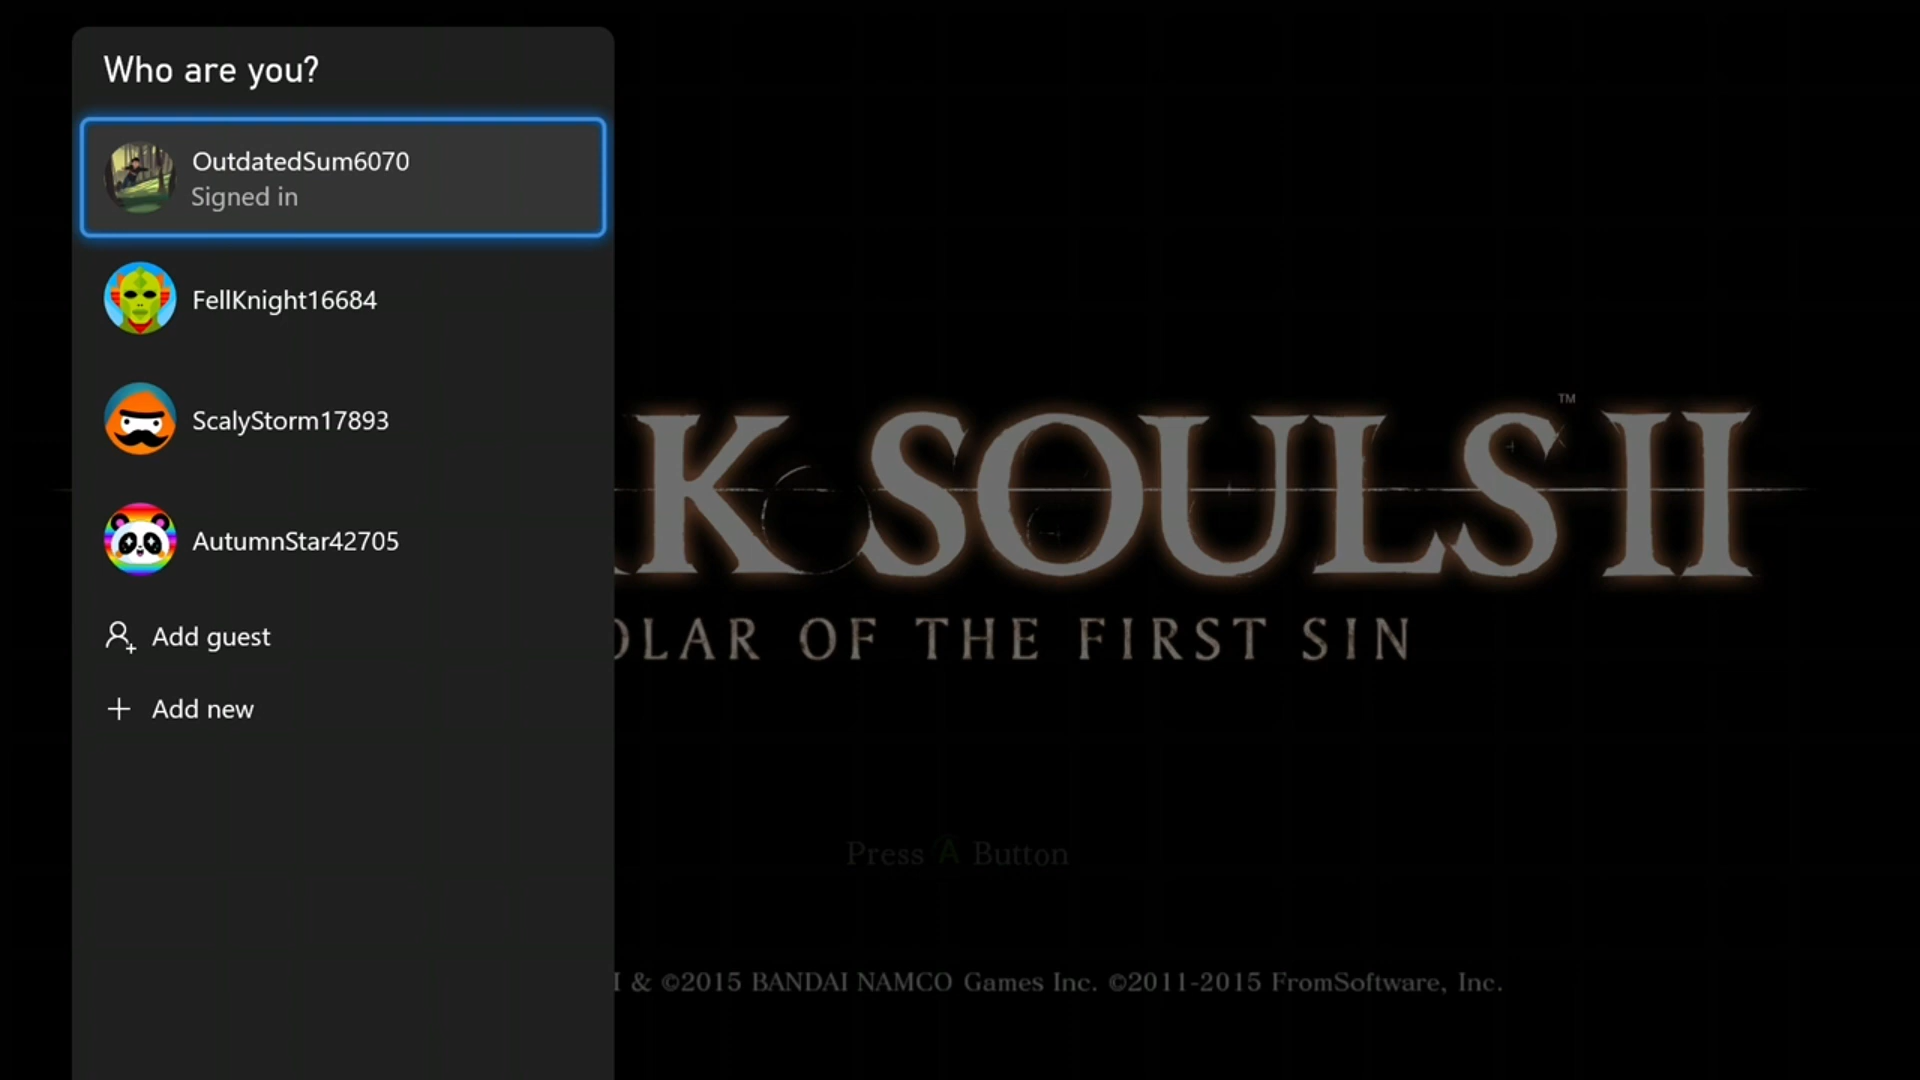 Who are you?
OutdatedSum6070
Signed in
FellKnight16684
ScalyStorm17893
AutumnStar42705
Add guest
Add new
K SOULS II
™
OLAR OF THE FIRST SIN
Press A Button
I & ©2015 BANDAI NAMCO Games Inc. ©2011-2015 FromSoftware, Inc.